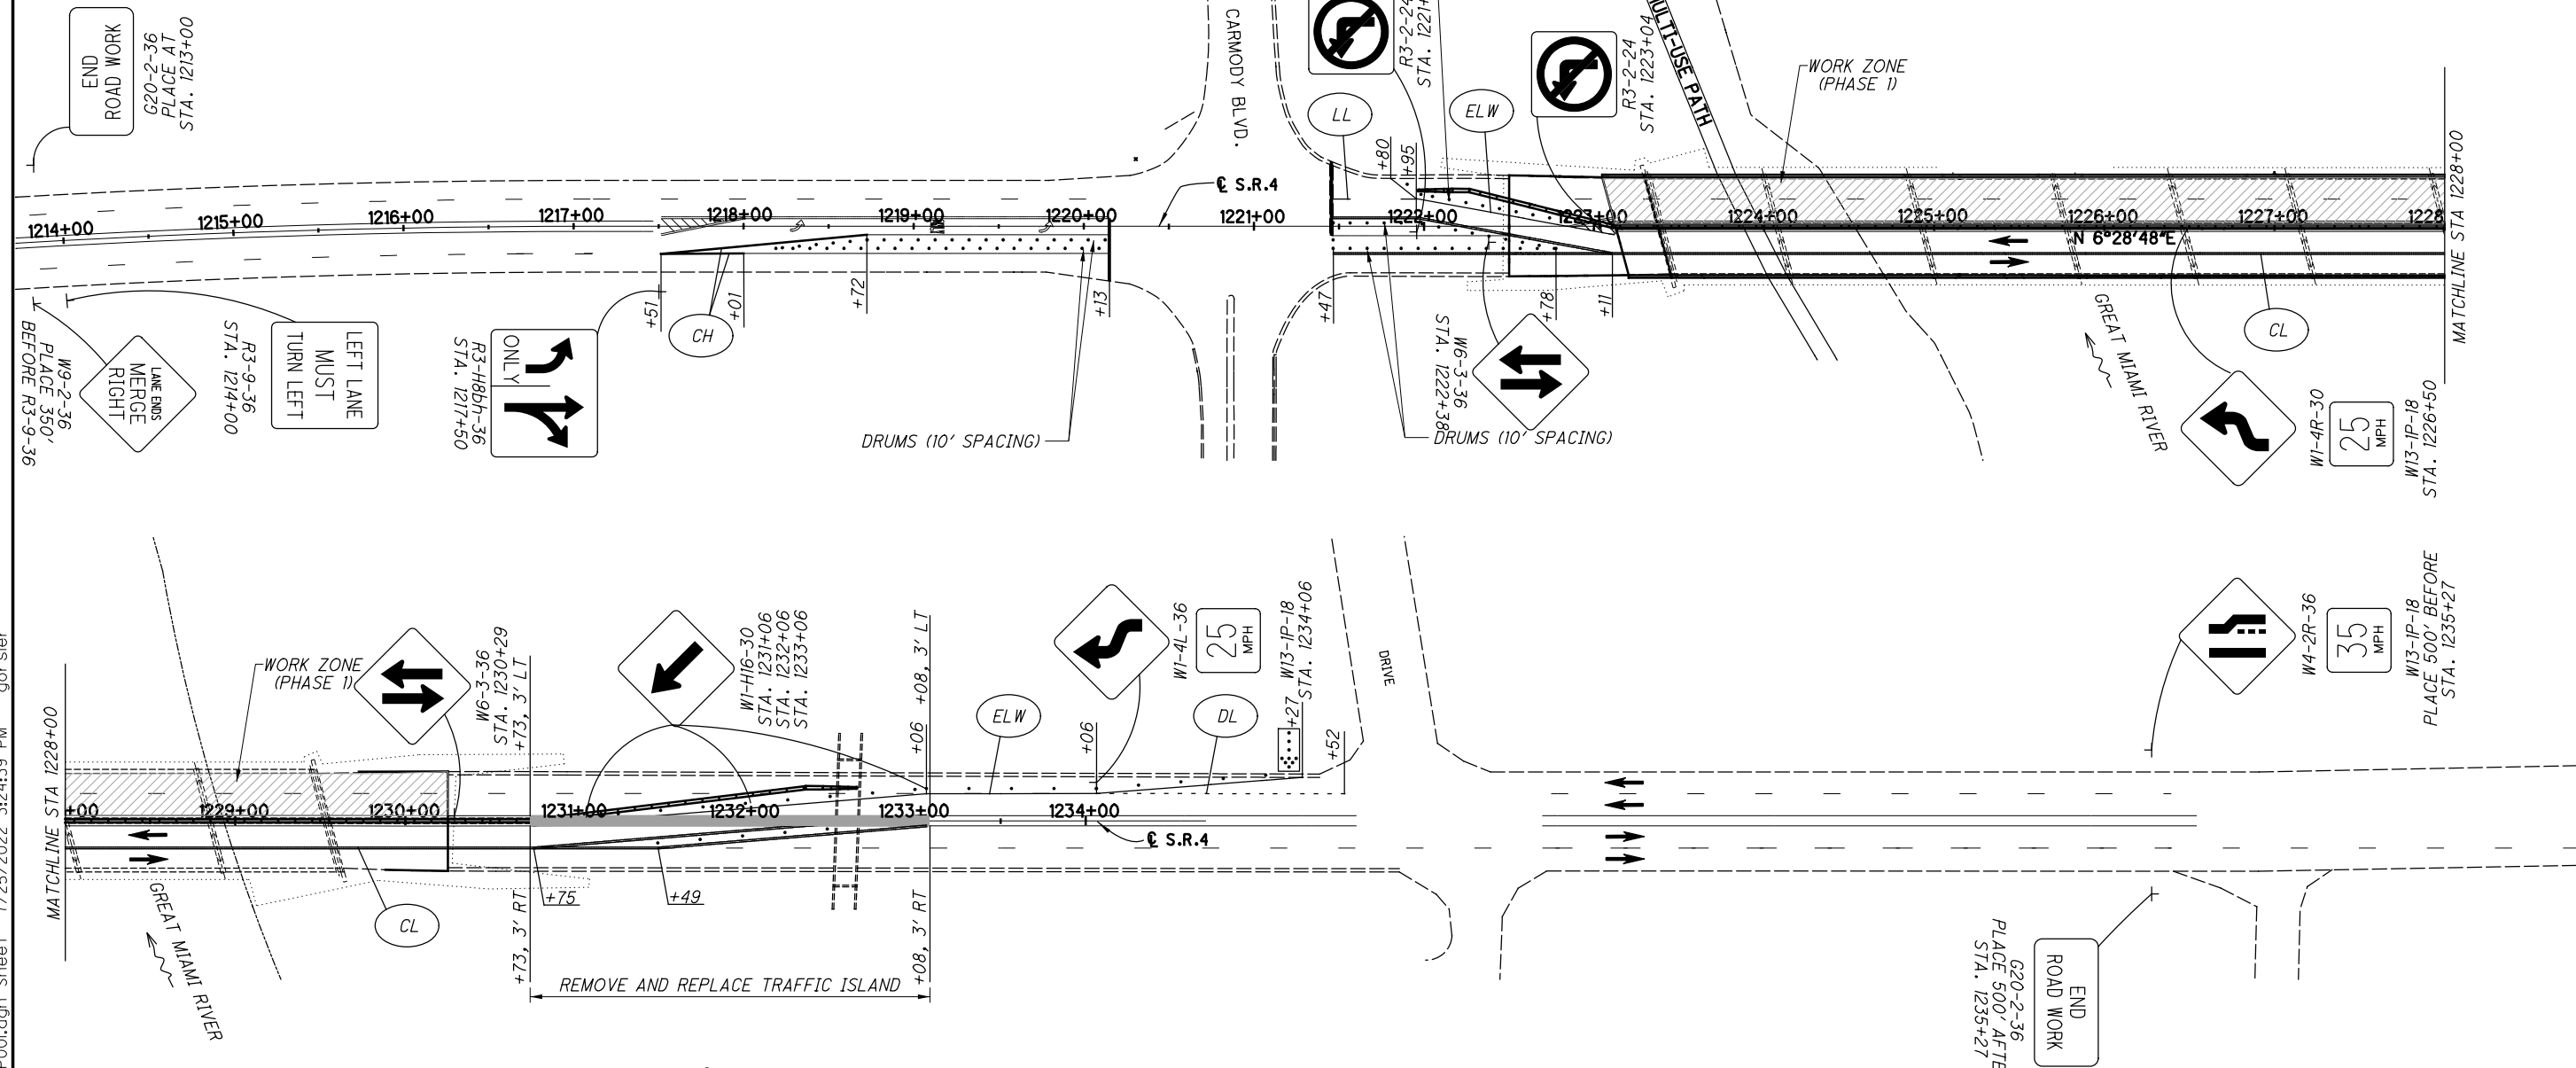 END
ROAD WORK
G20-2-36
PLACE AT
STA. 1213+00
CARMODY BLVD.
R3-2-24
LL
ELW
R3-2-24
STA. 1223+04
MULTI-USE PATH
WORK ZONE
(PHASE 1)
MATCHLINE STA 1228+00
+80
+95
℄ S.R.4
1214+00
1215+00
1216+00
1217+00
1218+00
1219+00
1220+00
1221+00
1222+00
1223+00
1224+00
1225+00
1226+00
1227+00
1228
N 6°28'48"E
+51
+01
+72
+13
+47
+78
+11
CH
CL
W9-2-36
PLACE 350'
BEFORE R3-9-36
LANE ENDS
MERGE
RIGHT
R3-9-36
STA. 1214+00
LEFT LANE
MUST
TURN LEFT
R3-H8bh-36
STA. 1217+50
ONLY
DRUMS (10' SPACING)
DRUMS (10' SPACING)
W6-3-36
STA. 1222+38
GREAT MIAMI RIVER
W1-4R-30
25
MPH
W13-1P-18
STA. 1226+50
MATCHLINE STA 1228+00
WORK ZONE
(PHASE 1)
W6-3-36
STA. 1230+29
+73, 3' LT
W1-H16-30
STA. 1231+06
STA. 1232+06
STA. 1233+06
+06
+08, 3' LT
ELW
W1-4L-36
25
MPH
W13-1P-18
STA. 1234+06
+06
DL
+27
+52
DRIVE
W4-2R-36
35
MPH
W13-1P-18
PLACE 500' BEFORE
STA. 1235+27
+00
1229+00
1230+00
1231+00
1232+00
1233+00
1234+00
℄ S.R.4
GREAT MIAMI RIVER
CL
+73, 3' RT
+75
+49
+08, 3' RT
REMOVE AND REPLACE TRAFFIC ISLAND
G20-2-36
PLACE 500' AFTE
STA. 1235+27
END
ROAD WORK